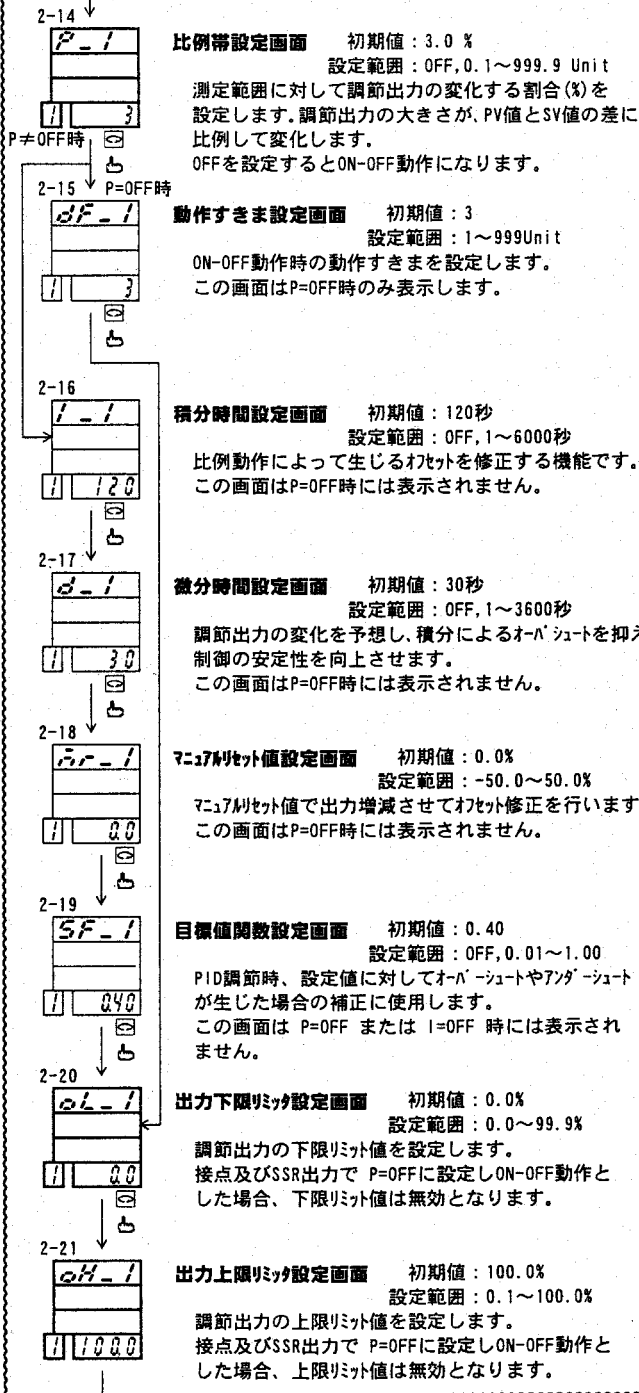 2-14
P_1
比例帯設定画面 初期値：3.0 %
設定範囲：OFF,0.1～999.9 Unit
測定範囲に対して調節出力の変化する割合(%)を
設定します。調節出力の大きさが、PV値とSV値の差に
比例して変化します。
OFFを設定するとON-OFF動作になります。
1 3
P≠OFF時
2-15 P=OFF時
dF_1
動作すきま設定画面 初期値：3
設定範囲：1～999Unit
ON-OFF動作時の動作すきまを設定します。
この画面はP=OFF時のみ表示します。
1 3
2-16
I_1
積分時間設定画面 初期値：120秒
設定範囲：OFF,1～6000秒
比例動作によって生じるｵﾌｾｯﾄを修正する機能です。
この画面はP=OFF時には表示されません。
1 120
2-17
d_1
微分時間設定画面 初期値：30秒
設定範囲：OFF,1～3600秒
調節出力の変化を予想し、積分によるｵｰﾊﾞｼｭｰﾄを抑え
制御の安定性を向上させます。
この画面はP=OFF時には表示されません。
1 30
2-18
ﾏﾆｭｱﾙﾘｾｯﾄ値設定画面 初期値：0.0%
設定範囲：-50.0～50.0%
ﾏﾆｭｱﾙﾘｾｯﾄ値で出力増減させてｵﾌｾｯﾄ修正を行います
この画面はP=OFF時には表示されません。
1 0.0
2-19
SF_1
目標値関数設定画面 初期値：0.40
設定範囲：OFF,0.01～1.00
PID調節時、設定値に対してｵｰﾊﾞｰｼｭｰﾄやｱﾝﾀﾞｰｼｭｰﾄ
が生じた場合の補正に使用します。
この画面は P=OFF または I=OFF 時には表示され
ません。
1 0.40
2-20
oL_1
出力下限ﾘﾐｯﾀ設定画面 初期値：0.0%
設定範囲：0.0～99.9%
調節出力の下限ﾘﾐｯﾄ値を設定します。
接点及びSSR出力で P=OFFに設定しON-OFF動作と
した場合、下限ﾘﾐｯﾄ値は無効となります。
1 0.0
2-21
oH_1
出力上限ﾘﾐｯﾀ設定画面 初期値：100.0%
設定範囲：0.1～100.0%
調節出力の上限ﾘﾐｯﾄ値を設定します。
接点及びSSR出力で P=OFFに設定しON-OFF動作と
した場合、上限ﾘﾐｯﾄ値は無効となります。
1 100.0